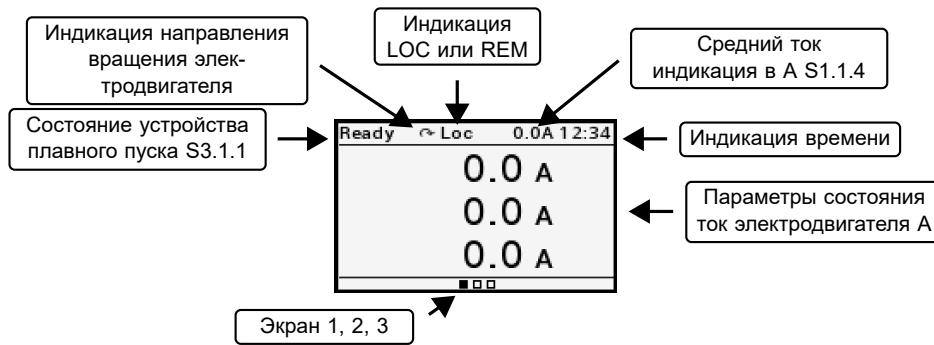 Индикация направления
вращения элек-
тродвигателя
Индикация
LOC или REM
Средний ток
индикация в А S1.1.4
Состояние устройства
плавного пуска S3.1.1
Ready Loc 0.0A 12:34
Индикация времени
0.0 A
0.0 A
0.0 A
Параметры состояния
ток электродвигателя А
Экран 1, 2, 3